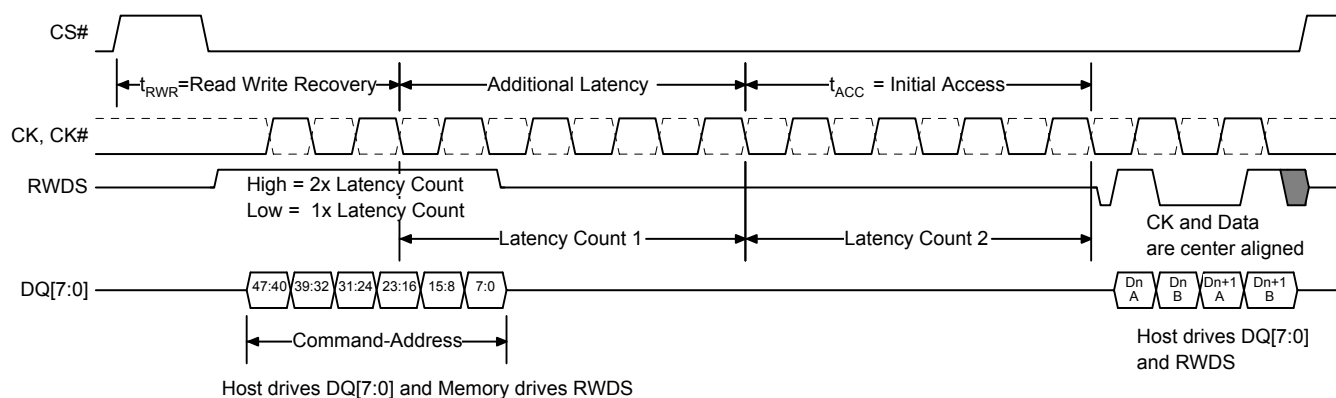 CS#
tRWR=Read Write Recovery
Additional Latency
tACC = Initial Access
CK, CK#
RWDS
High = 2x Latency Count
Low = 1x Latency Count
CK and Data
are center aligned
Latency Count 1
Latency Count 2
DQ[7:0]
47:40 39:32 31:24 23:16 15:8 7:0
Dn Dn Dn+1 Dn+1
A B A B
Command-Address
Host drives DQ[7:0]
and RWDS
Host drives DQ[7:0] and Memory drives RWDS